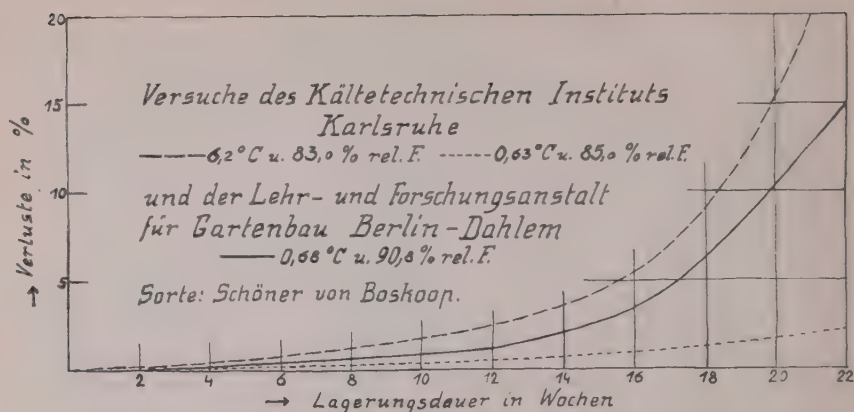 20
15
10
5
→ Verluste in %
Versuche des Kältetechnischen Instituts
Karlsruhe
6,2°C u. 83,0 % rel. F. 0,63°C u. 85,0 % rel. F.
und der Lehr- und Forschungsanstalt
für Gartenbau Berlin-Dahlem
0,68 °C u. 90,8 % rel. F.
Sorte: Schöner von Boskoop.
2 4 6 8 10 12 14 16 18 20 22
→ Lagerungsdauer in Wochen